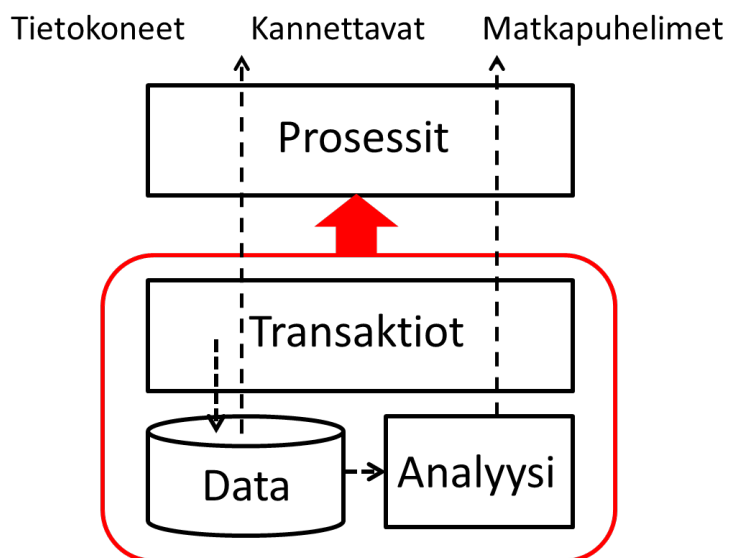 Tietokoneet Kannettavat Matkapuhelimet
Prosessit
Transaktiot
Data
Analyysi